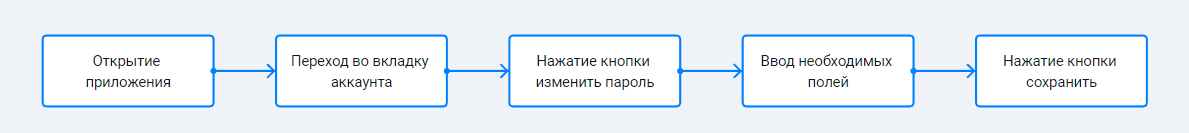 Открытие
приложения
Переход во вкладку
аккаунта
Нажатие кнопки
изменить пароль
Ввод необходимых
полей
Нажатие кнопки
сохранить